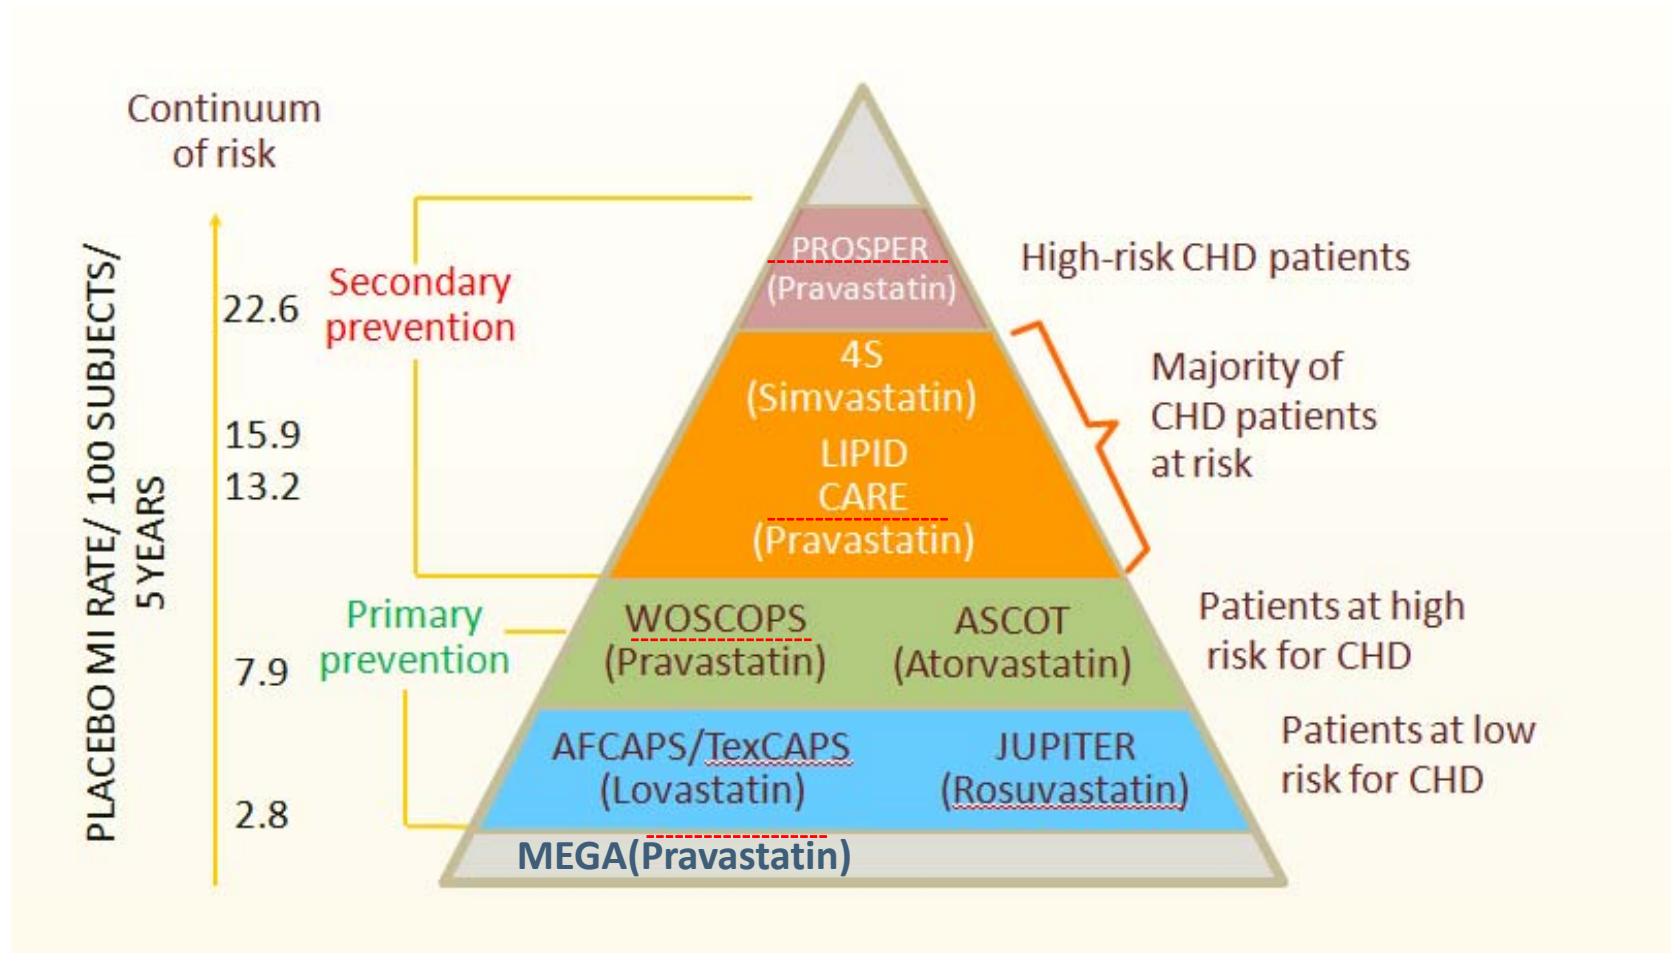 Continuum
of risk
PLACEBO MI RATE/ 100 SUBJECTS/
5 YEARS
22.6
15.9
13.2
7.9
2.8
Secondary
prevention
Primary
prevention
PROSPER
(Pravastatin)
4S
(Simvastatin)
LIPID
CARE
(Pravastatin)
WOSCOPS
(Pravastatin)
ASCOT
(Atorvastatin)
AFCAPS/TexCAPS
(Lovastatin)
JUPITER
(Rosuvastatin)
MEGA(Pravastatin)
High-risk CHD patients
Majority of
CHD patients
at risk
Patients at high
risk for CHD
Patients at low
risk for CHD